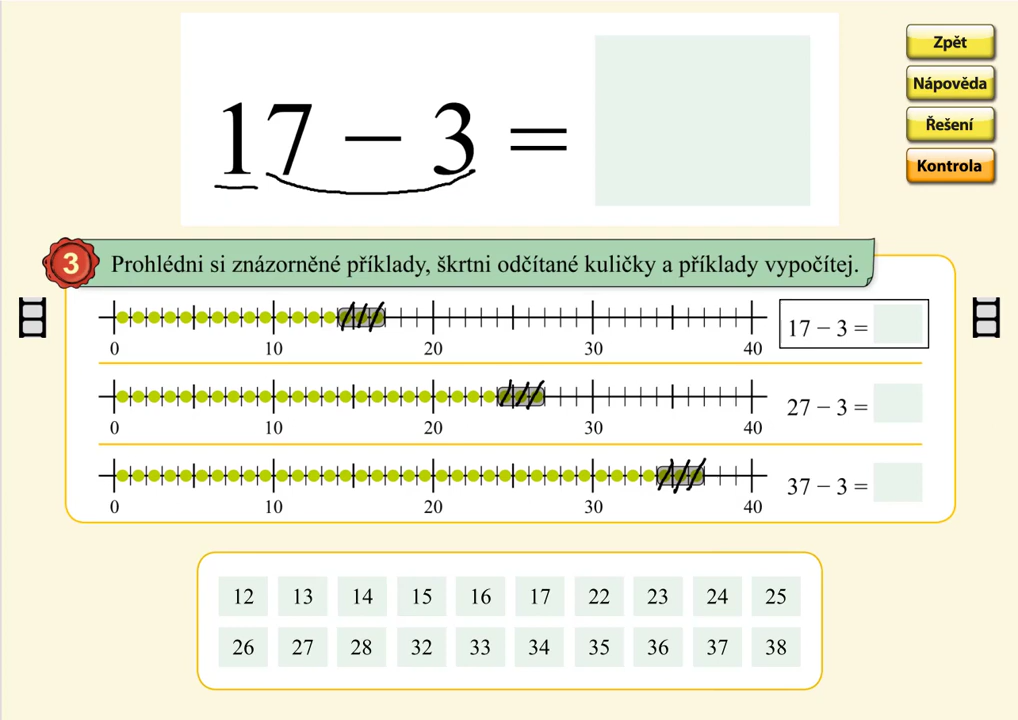 Zpět
Nápověda
Řešení
Kontrola
17 − 3 =
3 Prohlédni si znázorněné příklady, škrtni odčítané kuličky a příklady vypočítej.
0 10 20 30 40
17 − 3 =
0 10 20 30 40
27 − 3 =
0 10 20 30 40
37 − 3 =
12 13 14 15 16 17 22 23 24 25
26 27 28 32 33 34 35 36 37 38